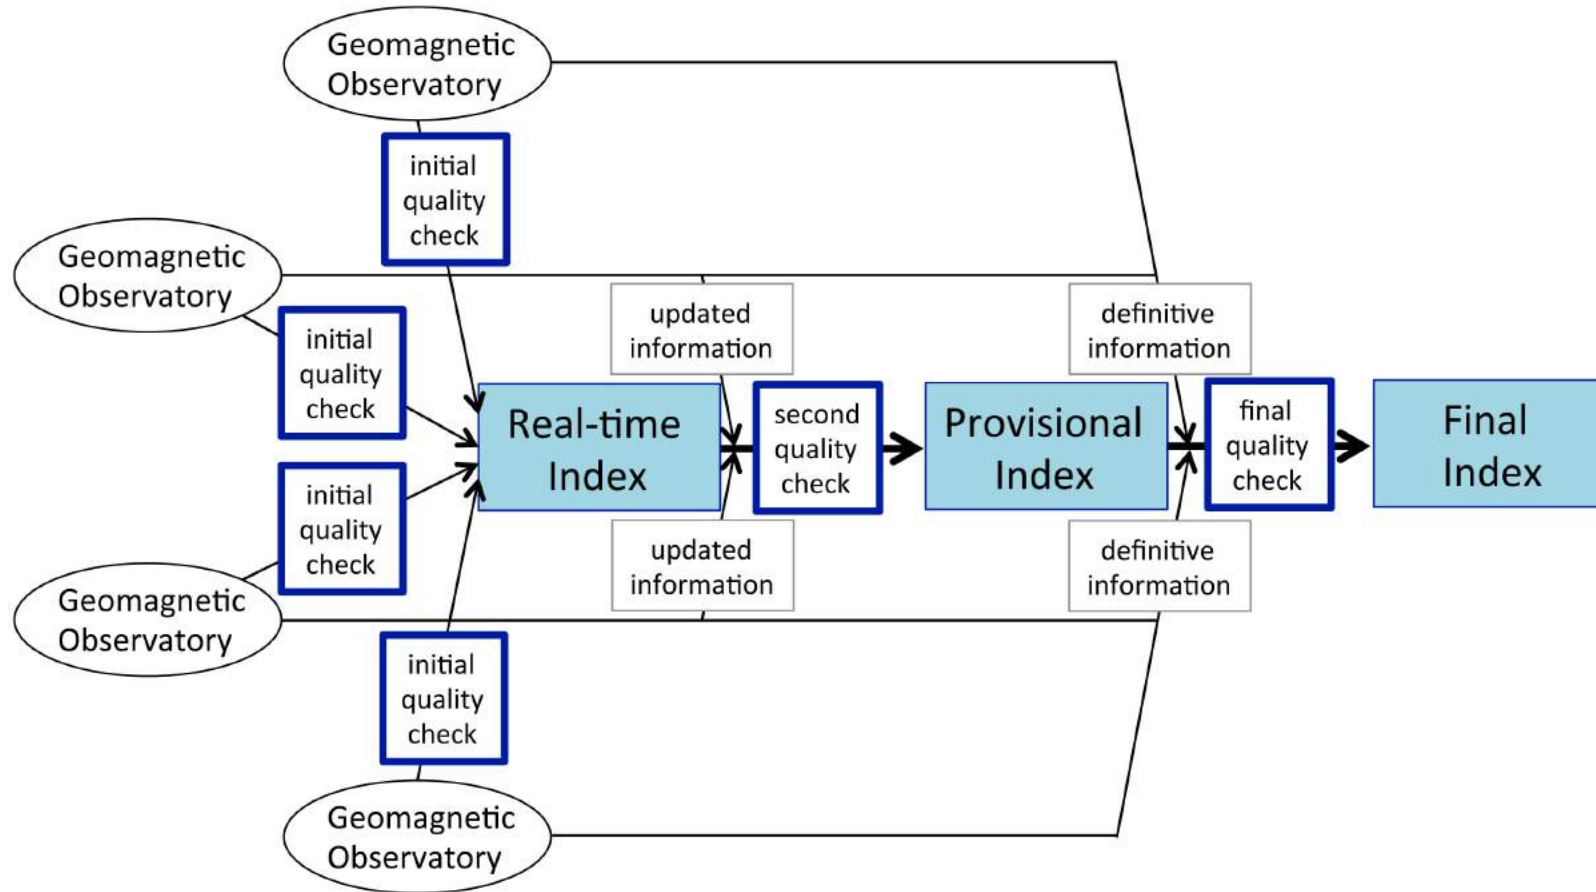 Geomagnetic
Observatory
initial
quality
check
Geomagnetic
Observatory
initial
quality
check
updated
information
definitive
information
Real-time
Index
second
quality
check
Provisional
Index
final
quality
check
Final
Index
initial
quality
check
updated
information
definitive
information
Geomagnetic
Observatory
initial
quality
check
Geomagnetic
Observatory